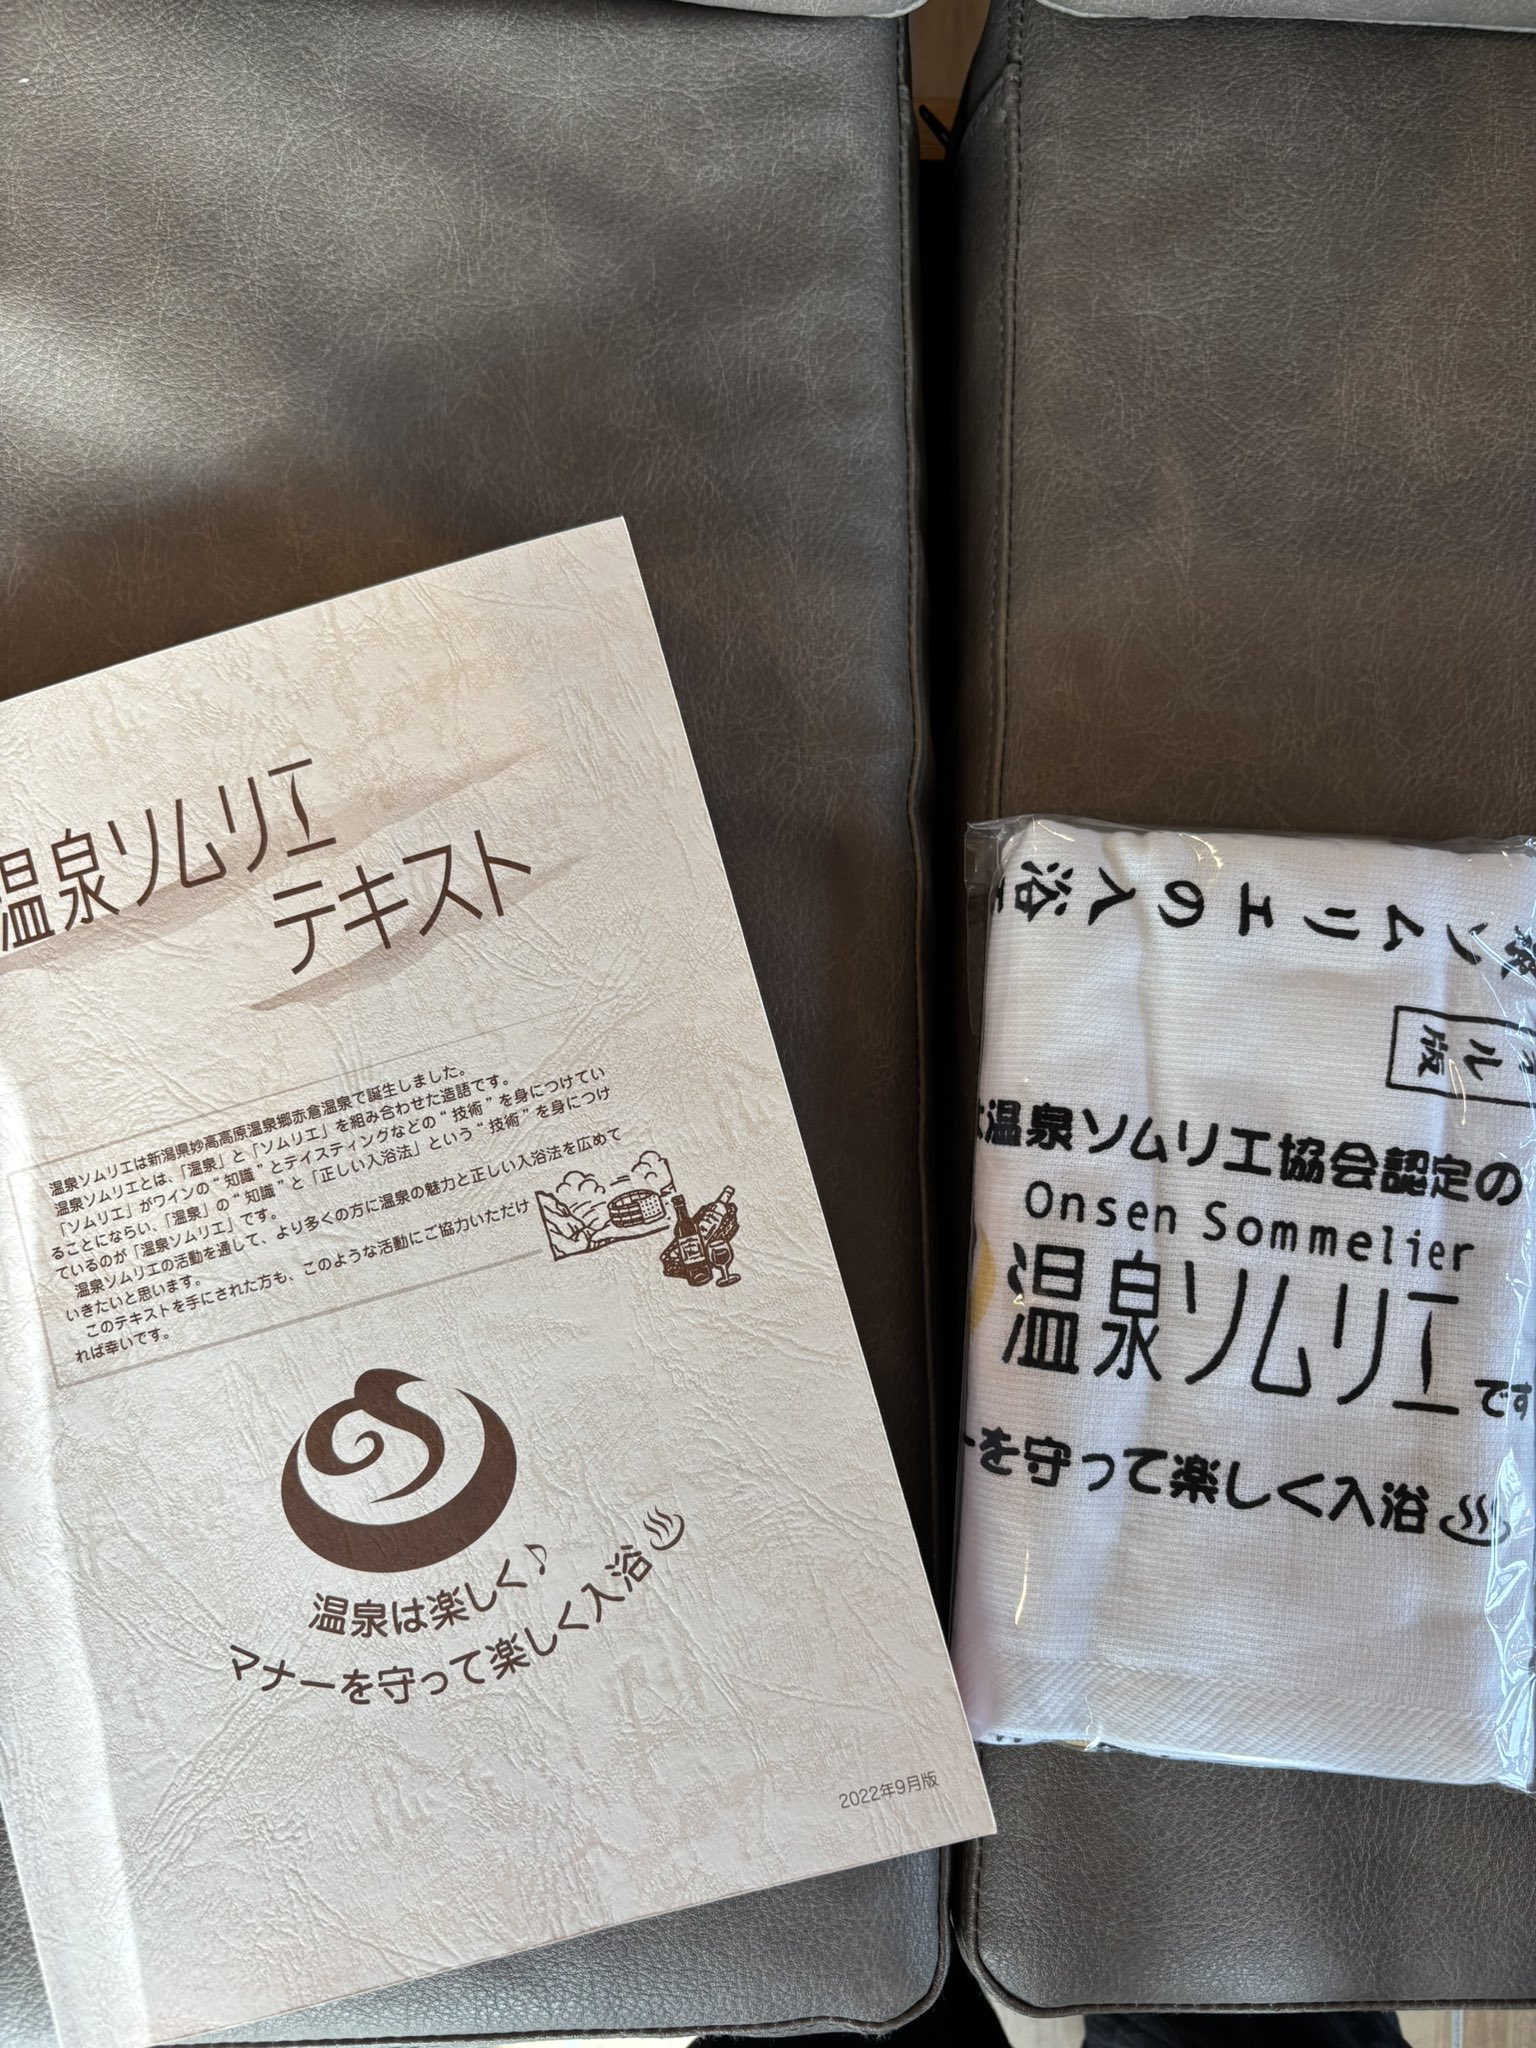 温泉ソムリエ
テキスト
温泉ソムリエは新潟県妙高高原温泉郷赤倉温泉で誕生しました。
温泉ソムリエとは、「温泉」と「ソムリエ」を組み合わせた造語です。
「ソムリエ」がワインの“知識”とテイスティングなどの“技術”を身につけてい
ることにならい、「温泉」の“知識”と「正しい入浴法」という“技術”を身につけ
ているのが「温泉ソムリエ」です。
温泉ソムリエの活動を通して、より多くの方に温泉の魅力と正しい入浴法を広めて
いきたいと思います。
このテキストを手にされた方も、このような活動にご協力いただけ
れば幸いです。
温泉は楽しく♪
マナーを守って楽しく入浴♨
2022年9月版
ソムリエの入浴
ル版
は温泉ソムリエ協会認定の
Onsen Sommelier
温泉ソムリエです
ーを守って楽しく入浴♨